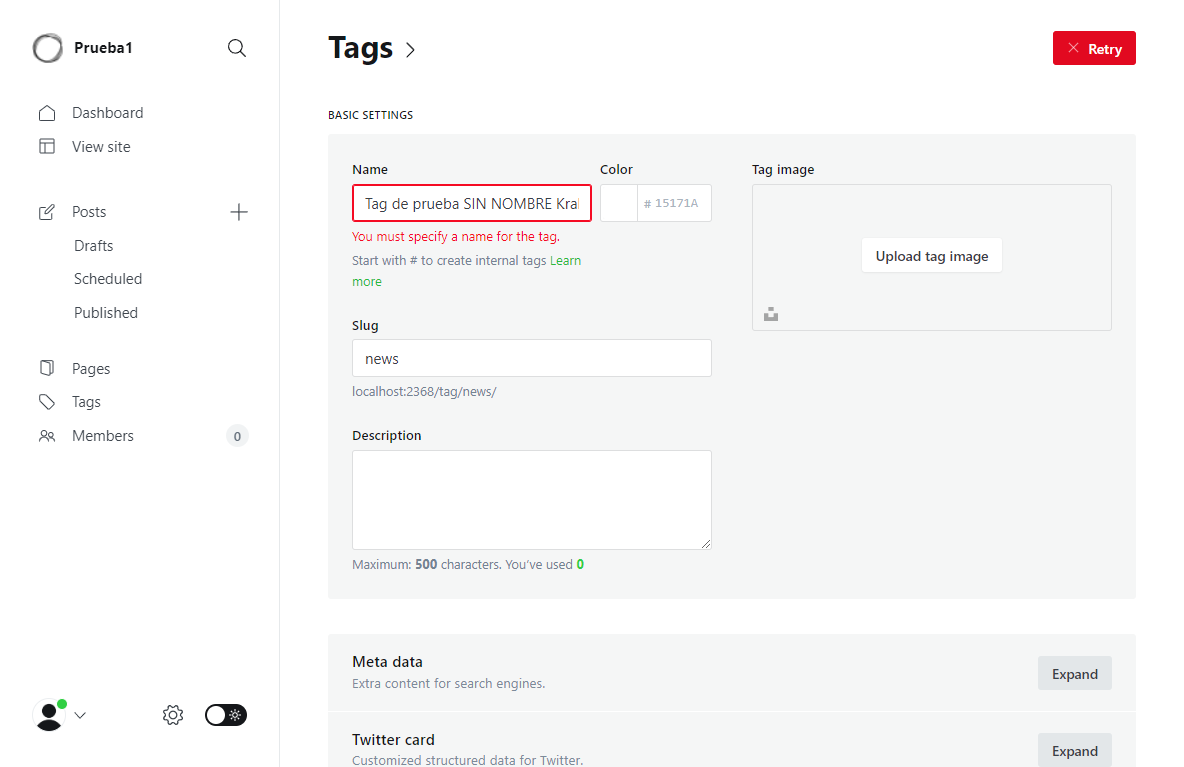 Prueba1
Dashboard
View site
Posts
Drafts
Scheduled
Published
Pages
Tags
Members
0
Tags
Retry
BASIC SETTINGS
Name
Color
Tag de prueba SIN NOMBRE
# 15171A
You must specify a name for the tag.
Start with # to create internal tags Learn
more
Slug
news
localhost:2368/tag/news/
Description
Maximum: 500 characters. You've used 0
Tag image
Upload tag image
Meta data
Extra content for search engines.
Expand
Twitter card
Customized structured data for Twitter.
Expand